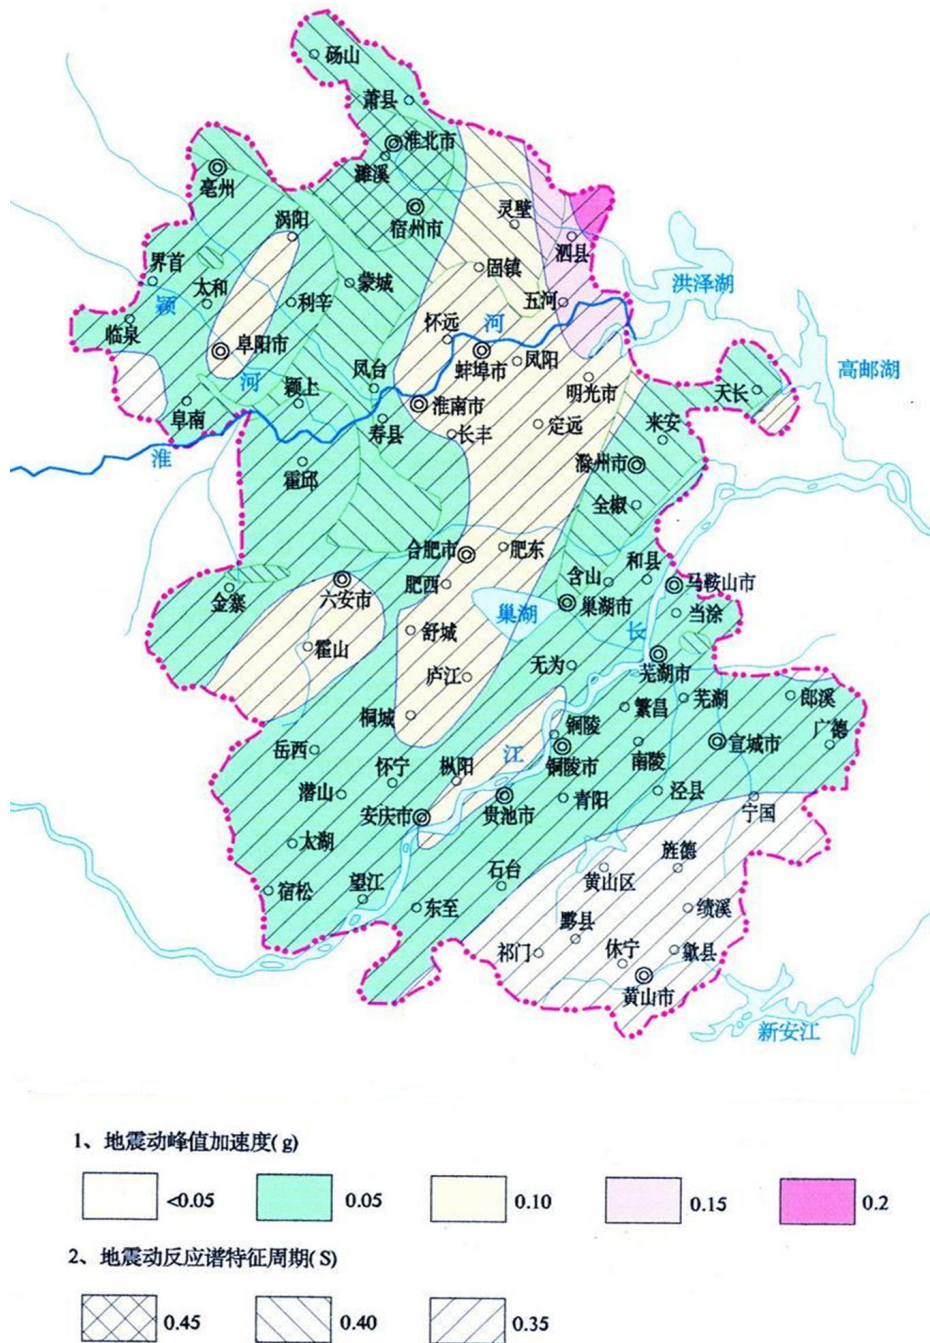 砀山
萧县
淮北市
濉溪
亳州
宿州市
灵壁
涡阳
泗县
界首
固镇
洪泽湖
太和
蒙城
颍
利辛
五河
临泉
怀远
河
阜阳市
蚌埠市
凤阳
高邮湖
凤台
河
颍上
明光市
天长
阜南
淮南市
来安
寿县
长丰
定远
淮
滁州市
霍邱
全椒
合肥市
肥东
和县
含山
马鞍山市
六安市
肥西
金寨
巢湖
巢湖市
当涂
长
舒城
霍山
无为
芜湖市
庐江
繁昌
芜湖
郎溪
桐城
铜陵
广德
岳西
江
宣城市
怀宁
枞阳
铜陵市
南陵
潜山
泾县
安庆市
贵池市
青阳
宁国
太湖
旌德
石台
黄山区
宿松
望江
东至
绩溪
黟县
祁门
休宁
歙县
黄山市
新安江
1、地震动峰值加速度(g)
<0.05
0.05
0.10
0.15
0.2
2、地震动反应谱特征周期(S)
0.45
0.40
0.35